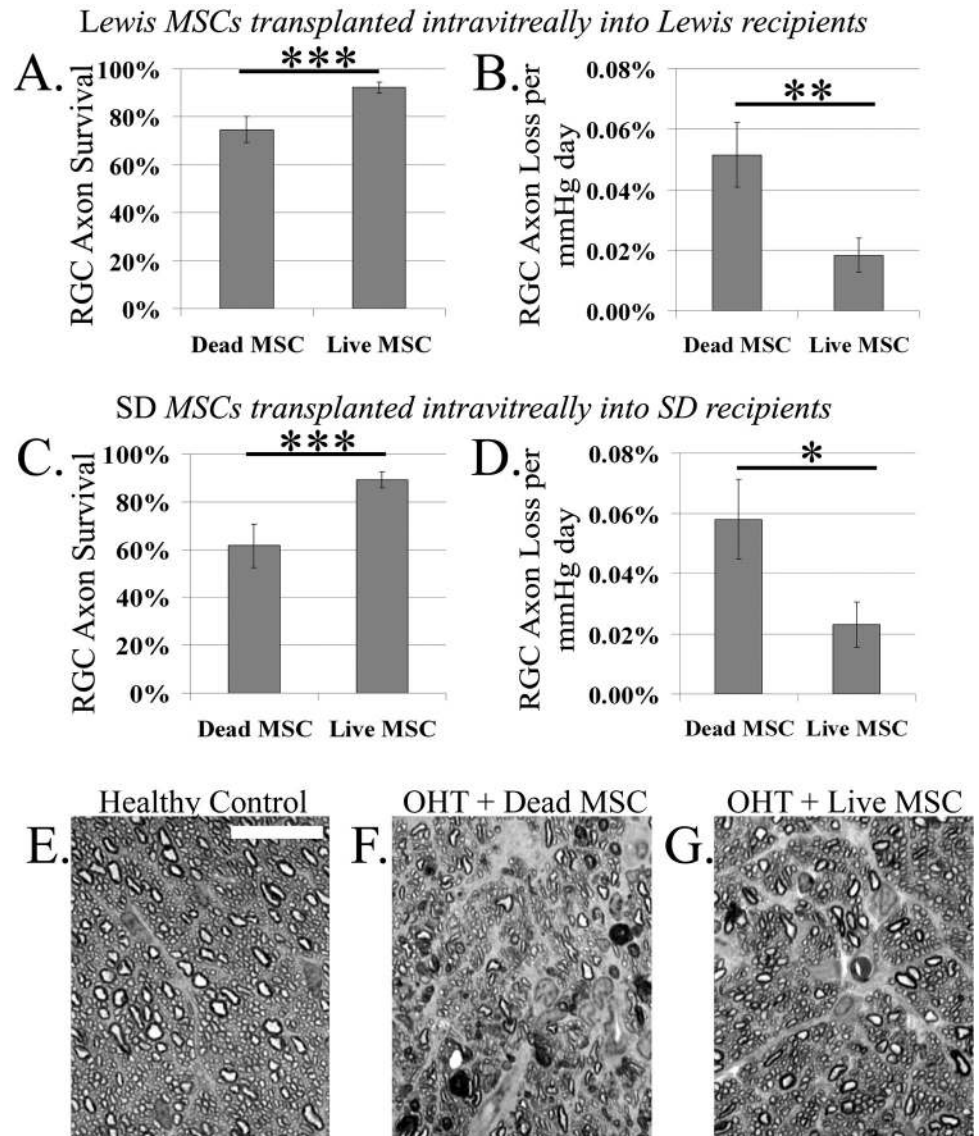 Lewis MSCs transplanted intravitreally into Lewis recipients
A.
100%
80%
60%
40%
20%
0%
RGC Axon Survival
***
Dead MSC Live MSC
B.
0.08%
0.06%
0.04%
0.02%
0.00%
RGC Axon Loss per
mmHg day
**
Dead MSC Live MSC
SD MSCs transplanted intravitreally into SD recipients
C.
100%
80%
60%
40%
20%
0%
RGC Axon Survival
***
Dead MSC Live MSC
D.
0.08%
0.06%
0.04%
0.02%
0.00%
RGC Axon Loss per
mmHg day
*
Dead MSC Live MSC
Healthy Control
E.
OHT + Dead MSC
F.
OHT + Live MSC
G.